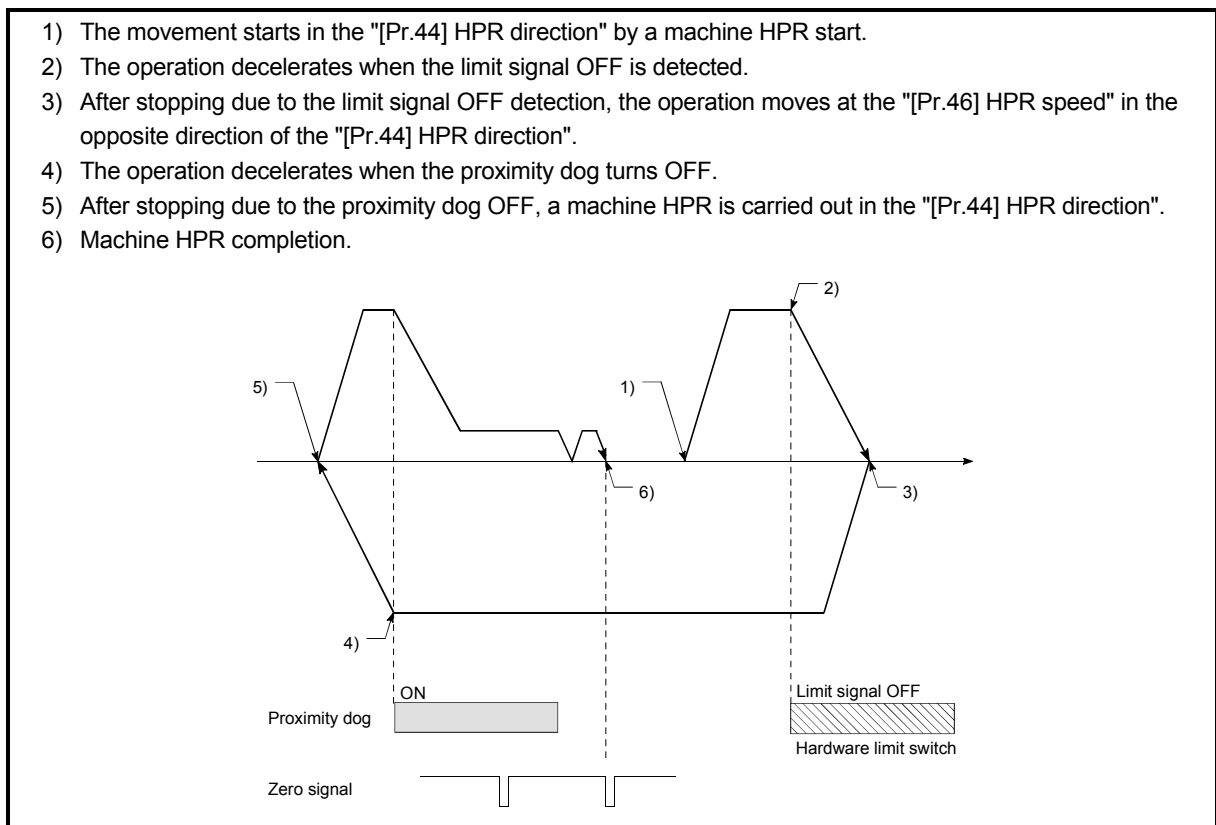 1) The movement starts in the "[Pr.44] HPR direction" by a machine HPR start.
2) The operation decelerates when the limit signal OFF is detected.
3) After stopping due to the limit signal OFF detection, the operation moves at the "[Pr.46] HPR speed" in the
opposite direction of the "[Pr.44] HPR direction".
4) The operation decelerates when the proximity dog turns OFF.
5) After stopping due to the proximity dog OFF, a machine HPR is carried out in the "[Pr.44] HPR direction".
6) Machine HPR completion.
2)
5)
1)
6)
3)
4)
ON
Limit signal OFF
Proximity dog
Hardware limit switch
Zero signal